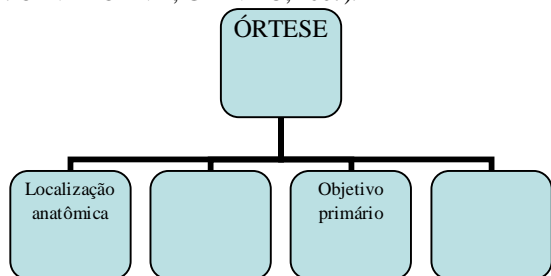 ÓRTESE
Localização
anatômica
Objetivo
primário